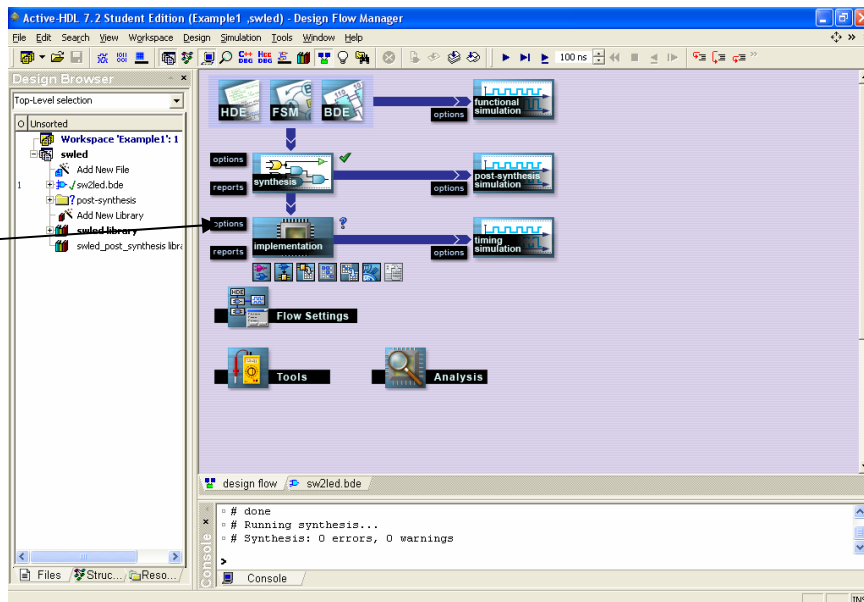 Active-HDL 7.2 Student Edition (Example1 ,swled) - Design Flow Manager
File Edit Search View Workspace Design Simulation Tools Window Help
100 ns
Design Browser
Top-Level selection
Unsorted
Workspace 'Example1': 1
swled
Add New File
1 sw2led.bde
post-synthesis
Add New Library
swled library
swled_post_synthesis libra
Files Struc... Reso...
HDE FSM BDE
options
functional simulation
options
reports
synthesis
options
post-synthesis simulation
options
reports
implementation
options
timing simulation
Flow Settings
Tools
Analysis
design flow sw2led.bde
# done
# Running synthesis...
# Synthesis: 0 errors, 0 warnings
>
Console
Console